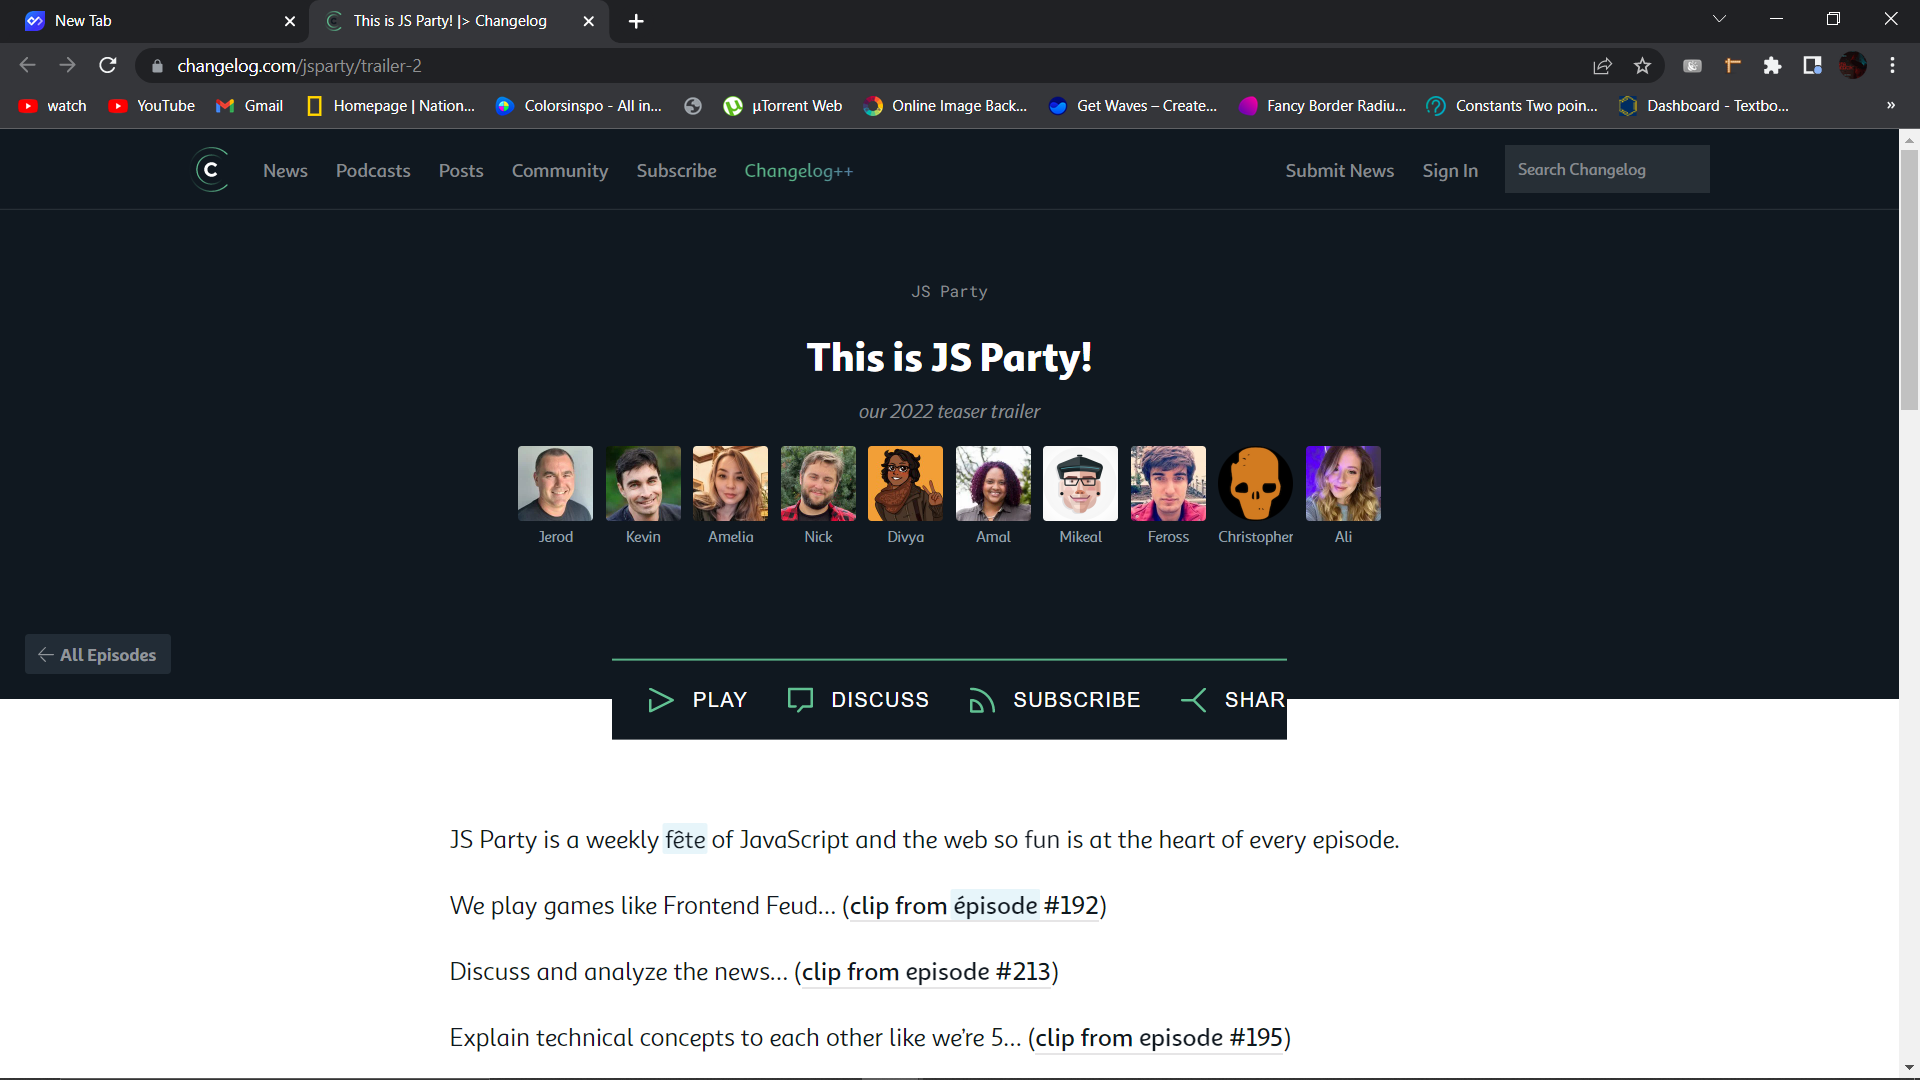 New Tab
This is JS Party! |> Changelog
changelog.com/jsparty/trailer-2
watch YouTube Gmail Homepage | Nation... Colorsinspo - All in... µTorrent Web Online Image Back... Get Waves – Create... Fancy Border Radiu... Constants Two poin... Dashboard - Textbo... »
C News Podcasts Posts Community Subscribe Changelog++ Submit News Sign In Search Changelog
JS Party
This is JS Party!
our 2022 teaser trailer
Jerod Kevin Amelia Nick Divya Amal Mikeal Feross Christopher Ali
All Episodes
PLAY DISCUSS SUBSCRIBE SHAR
JS Party is a weekly fête of JavaScript and the web so fun is at the heart of every episode.
We play games like Frontend Feud… (clip from épisode #192)
Discuss and analyze the news… (clip from episode #213)
Explain technical concepts to each other like we’re 5… (clip from episode #195)